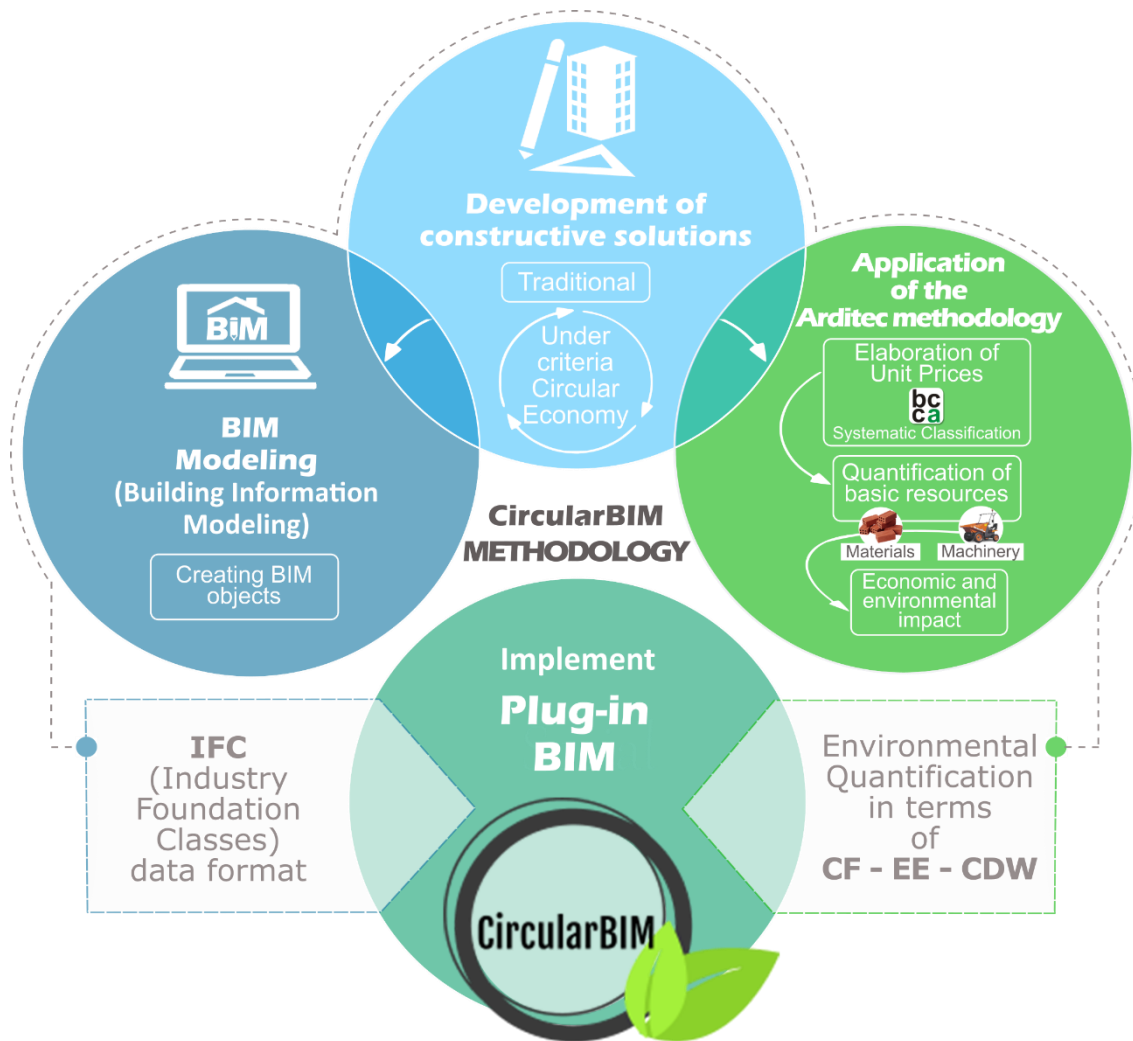 Development of
constructive solutions
Traditional
Under
criteria
Circular
Economy
BiM
BIM
Modeling
(Building Information
Modeling)
Creating BIM
objects
Application
of the
Arditec methodology
Elaboration of
Unit Prices
bc
ca
Systematic Classification
Quantification of
basic resources
Materials
Machinery
Economic and
environmental
impact
CircularBIM
METHODOLOGY
Implement
Plug-in
BIM
IFC
(Industry
Foundation
Classes)
data format
Environmental
Quantification
in terms
of
CF - EE - CDW
CircularBIM